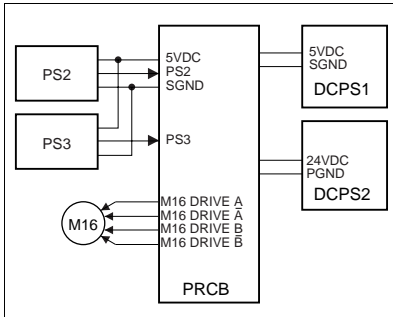 PS2
PS3
M16
5VDC
PS2
SGND
PS3
M16 DRIVE A
M16 DRIVE A̅
M16 DRIVE B
M16 DRIVE B̅
PRCB
5VDC
SGND
DCPS1
24VDC
PGND
DCPS2